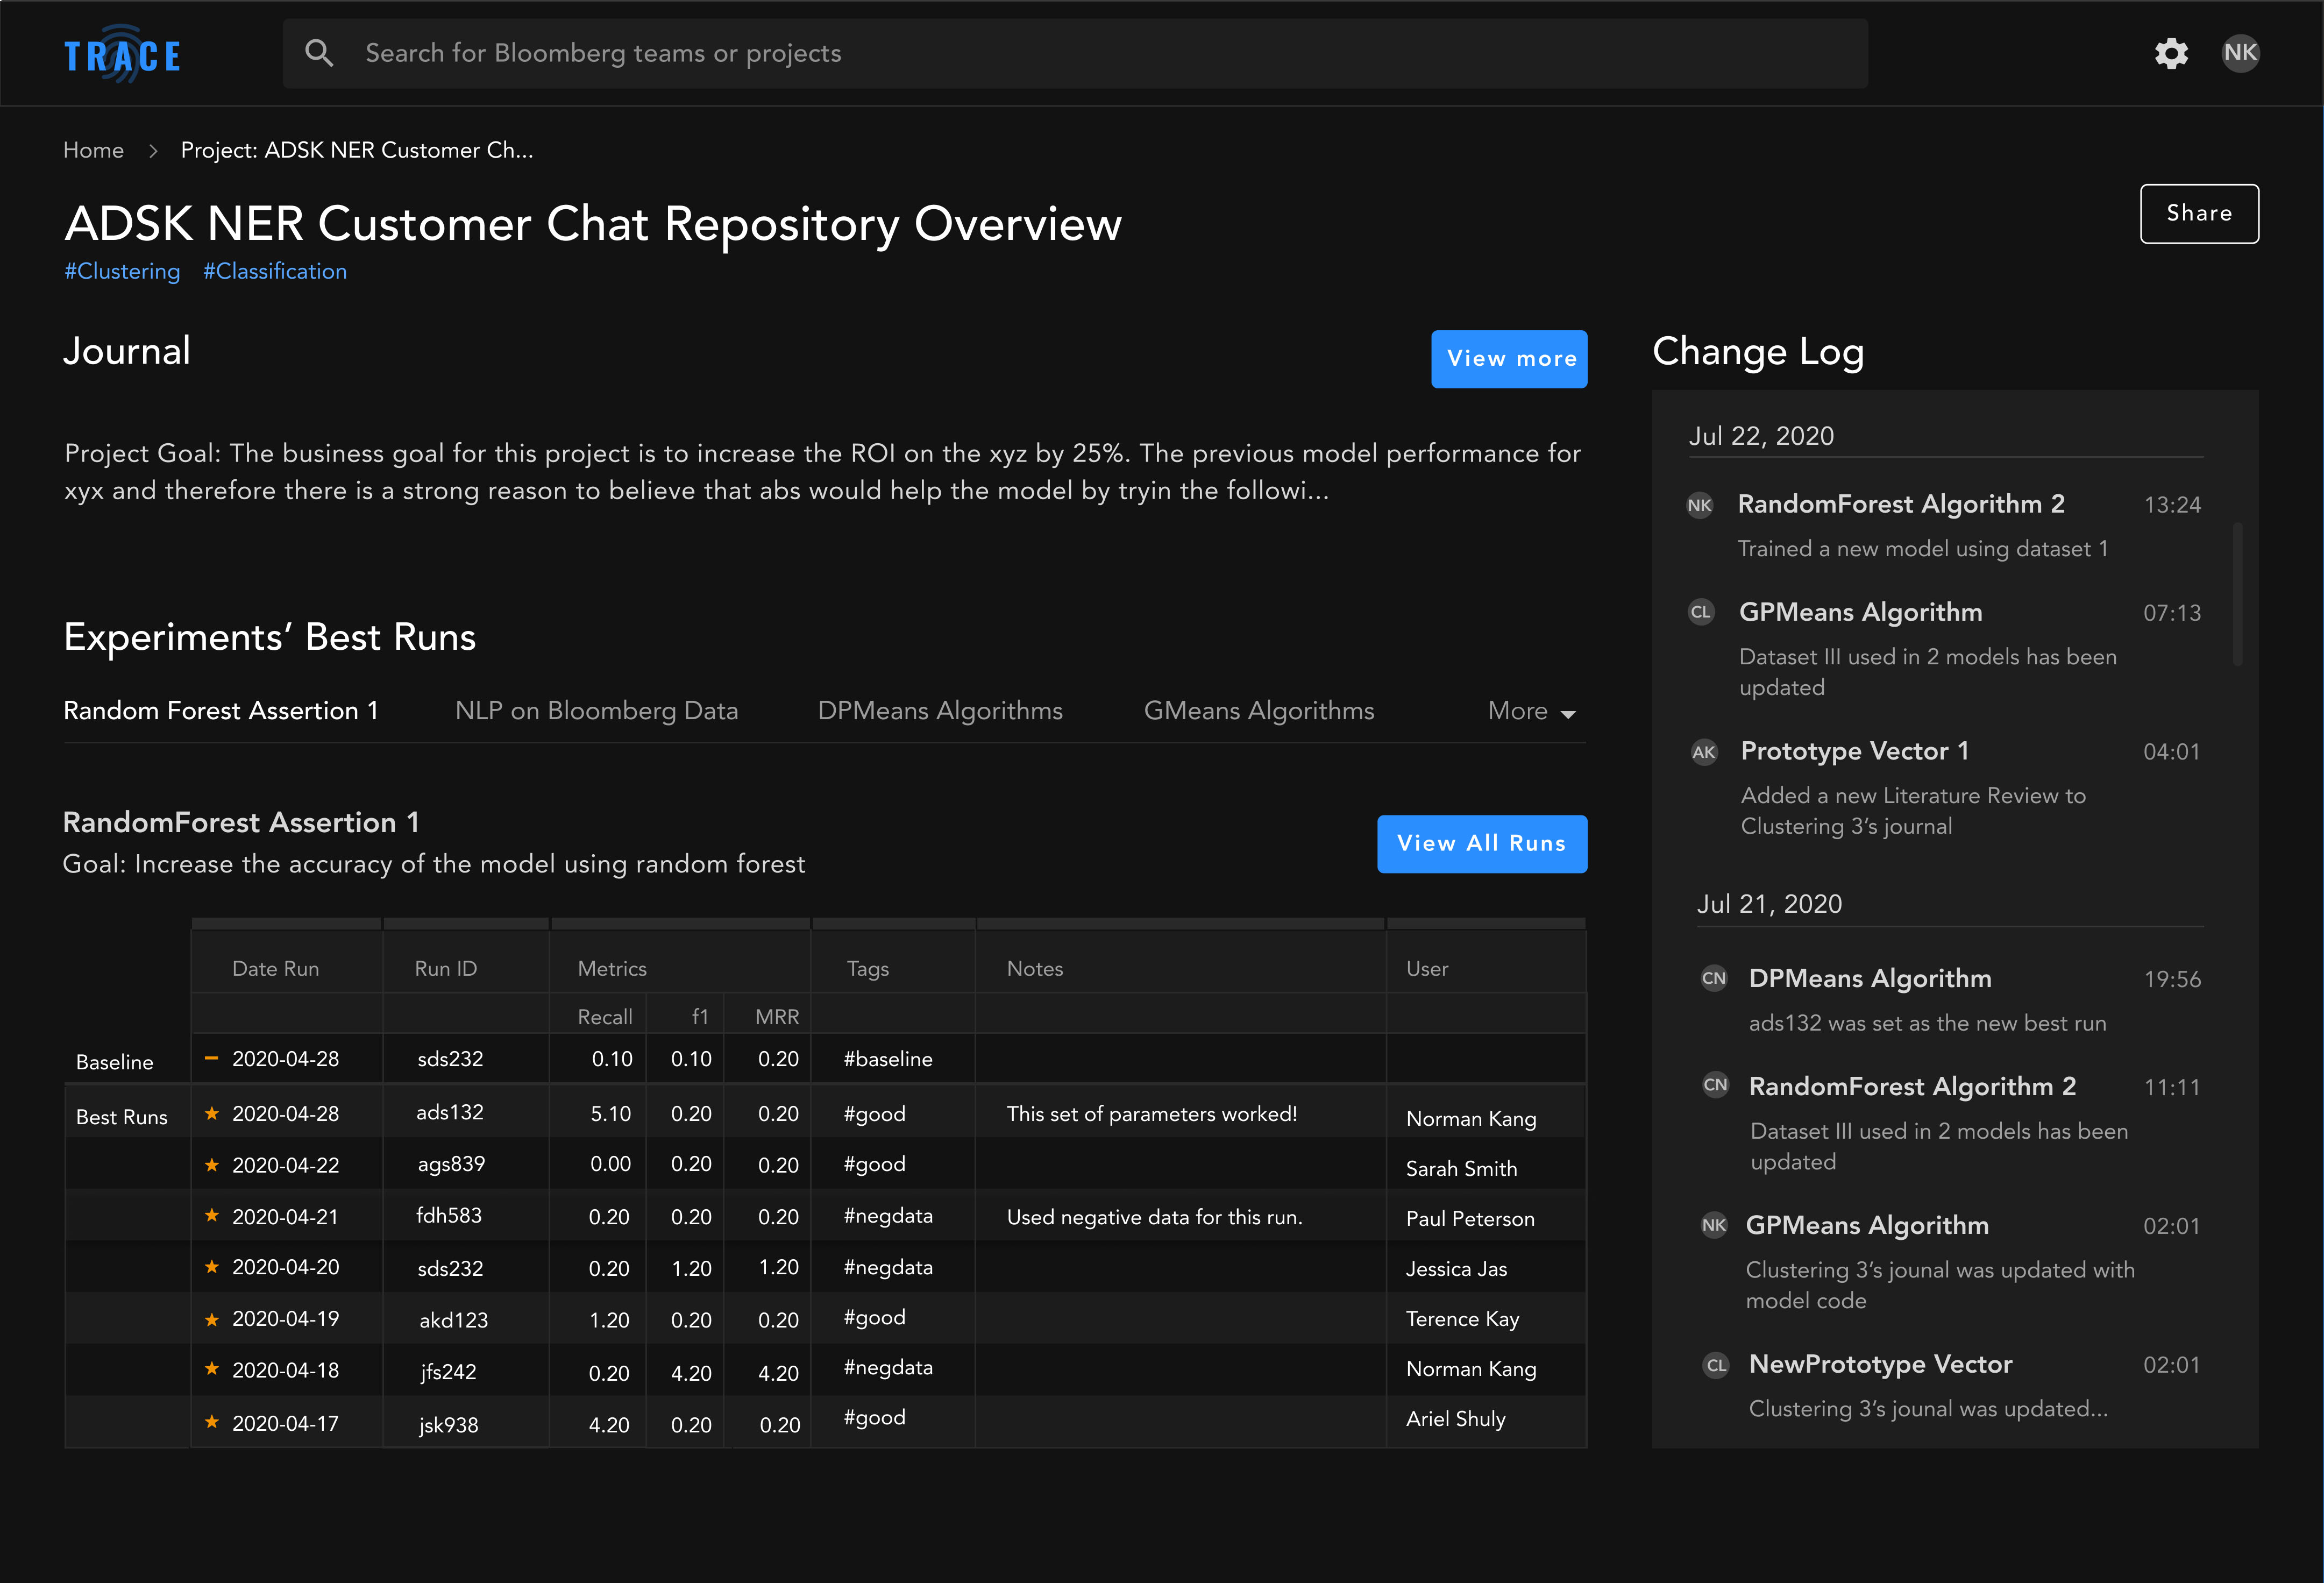 TRACE
Search for Bloomberg teams or projects
NK
Home > Project: ADSK NER Customer Ch...
ADSK NER Customer Chat Repository Overview
Share
#Clustering #Classification
Journal
View more
Project Goal: The business goal for this project is to increase the ROI on the xyz by 25%. The previous model performance for
xyx and therefore there is a strong reason to believe that abs would help the model by tryin the followi...
Experiments’ Best Runs
Random Forest Assertion 1 NLP on Bloomberg Data DPMeans Algorithms GMeans Algorithms More
RandomForest Assertion 1
Goal: Increase the accuracy of the model using random forest
View All Runs
Date Run Run ID Metrics Tags Notes User
Recall f1 MRR
Baseline 2020-04-28 sds232 0.10 0.10 0.20 #baseline
Best Runs ★ 2020-04-28 ads132 5.10 0.20 0.20 #good This set of parameters worked! Norman Kang
★ 2020-04-22 ags839 0.00 0.20 0.20 #good Sarah Smith
★ 2020-04-21 fdh583 0.20 0.20 0.20 #negdata Used negative data for this run. Paul Peterson
★ 2020-04-20 sds232 0.20 1.20 1.20 #negdata Jessica Jas
★ 2020-04-19 akd123 1.20 0.20 0.20 #good Terence Kay
★ 2020-04-18 jfs242 0.20 4.20 4.20 #negdata Norman Kang
★ 2020-04-17 jsk938 4.20 0.20 0.20 #good Ariel Shuly
Change Log
Jul 22, 2020
NK RandomForest Algorithm 2 13:24
Trained a new model using dataset 1
CL GPMeans Algorithm 07:13
Dataset III used in 2 models has been
updated
AK Prototype Vector 1 04:01
Added a new Literature Review to
Clustering 3’s journal
Jul 21, 2020
CN DPMeans Algorithm 19:56
ads132 was set as the new best run
CN RandomForest Algorithm 2 11:11
Dataset III used in 2 models has been
updated
NK GPMeans Algorithm 02:01
Clustering 3’s jounal was updated with
model code
CL NewPrototype Vector 02:01
Clustering 3’s jounal was updated...